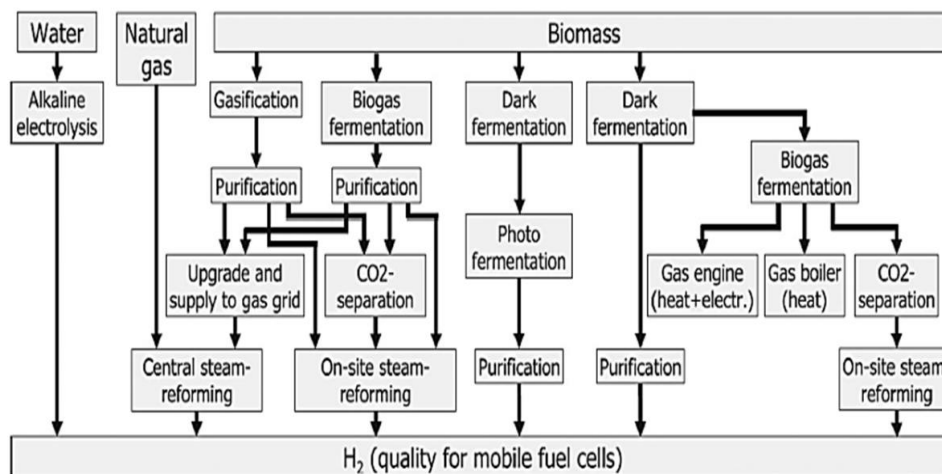 Water
Natural
gas
Biomass
Alkaline
electrolysis
Gasification
Biogas
fermentation
Dark
fermentation
Dark
fermentation
Biogas
fermentation
Purification
Purification
Photo
fermentation
Upgrade and
supply to gas grid
CO2-
separation
Gas engine
(heat+electr.)
Gas boiler
(heat)
CO2-
separation
Central steam-
reforming
On-site steam-
reforming
Purification
Purification
On-site steam
reforming
H₂ (quality for mobile fuel cells)